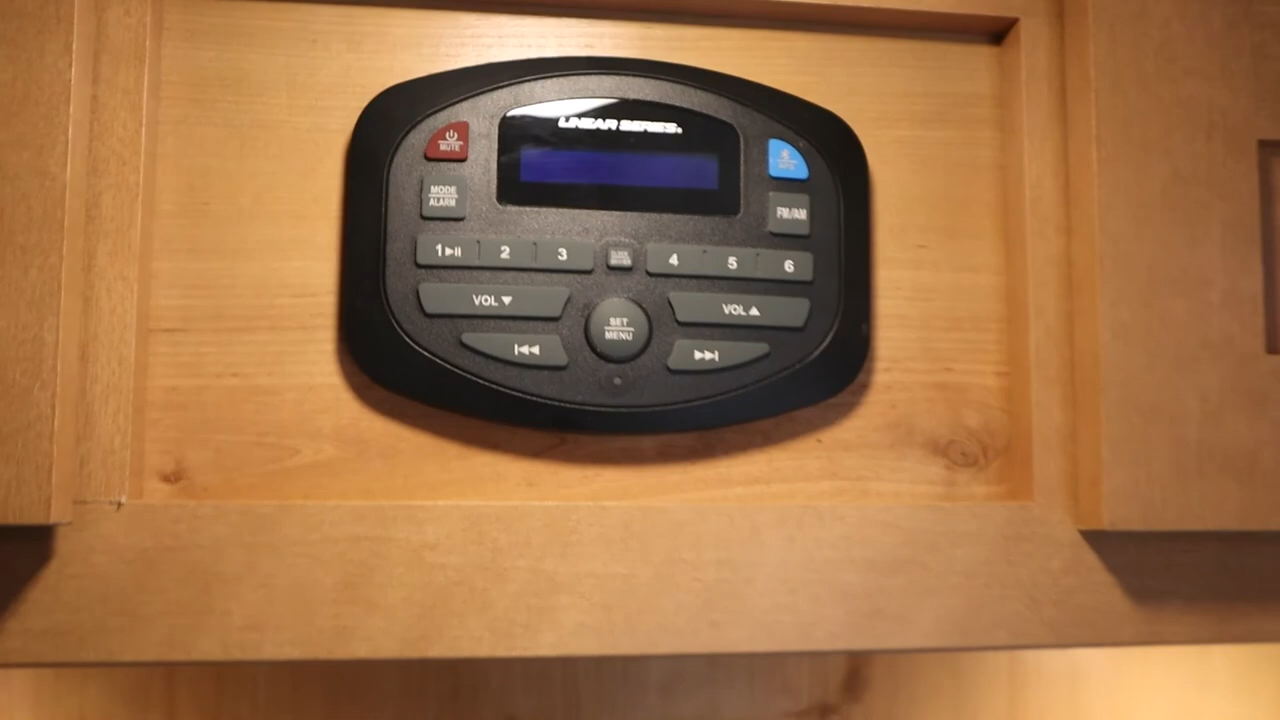 LINEAR SERIES
MUTE
MODE
ALARM
FM/AM
1 2 3
4 5 6
VOL
VOL
SET
MENU